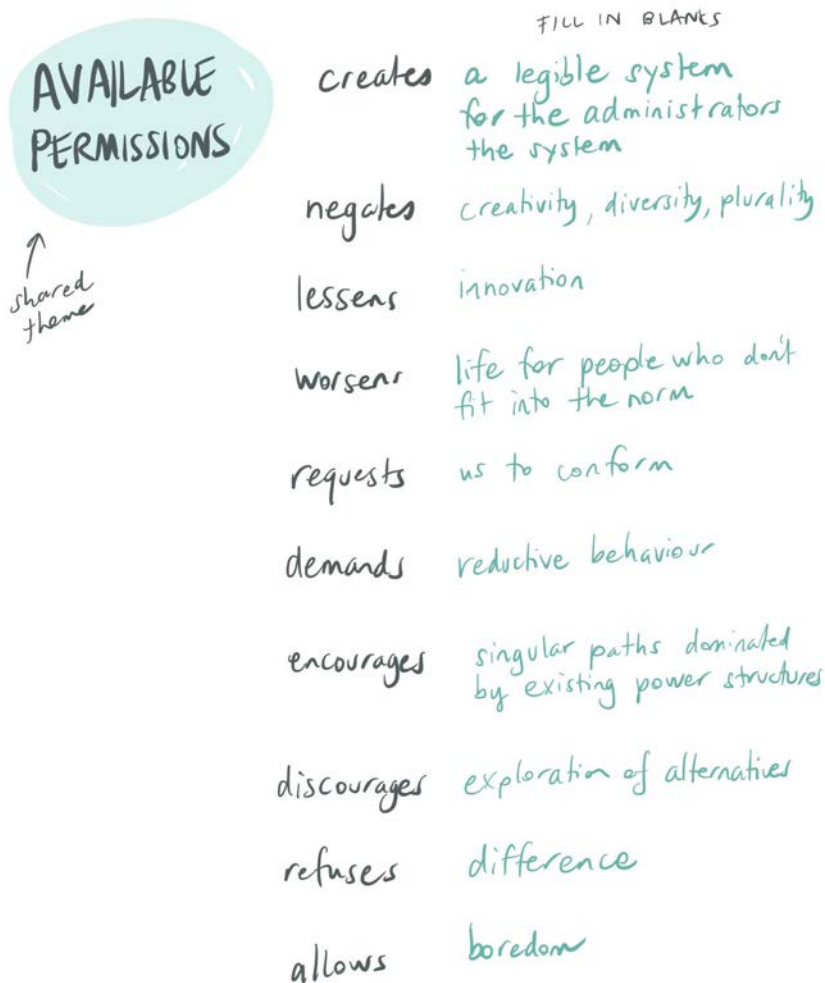 FILL IN BLANKS
AVAILABLE
PERMISSIONS
shared
theme
creates a legible system
for the administrators
the system
negates creativity, diversity, plurality
lessens innovation
worsens life for people who don't
fit into the norm
requests us to conform
demands reductive behaviour
encourages singular paths dominated
by existing power structures
discourages exploration of alternatives
refuses difference
allows boredom